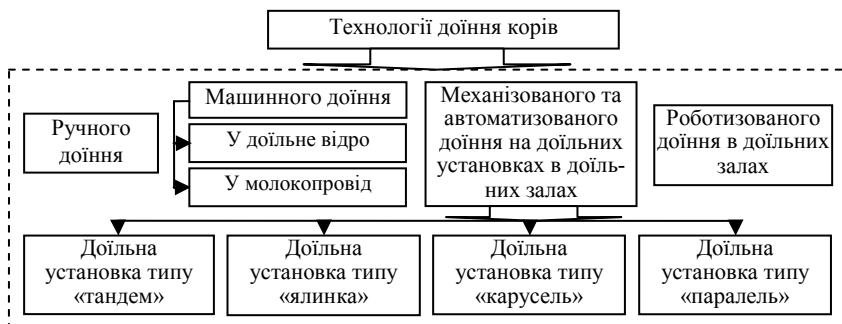 Технології доїння корів
Ручного
доїння
Машинного доїння
У доїльне відро
У молокопровід
Механізованого та
автоматизованого
доїння на доїльних
установках в доїль-
них залах
Роботизованого
доїння в доїльних
залах
Доїльна
установка типу
«тандем»
Доїльна
установка типу
«ялинка»
Доїльна
установка типу
«карусель»
Доїльна
установка типу
«паралель»